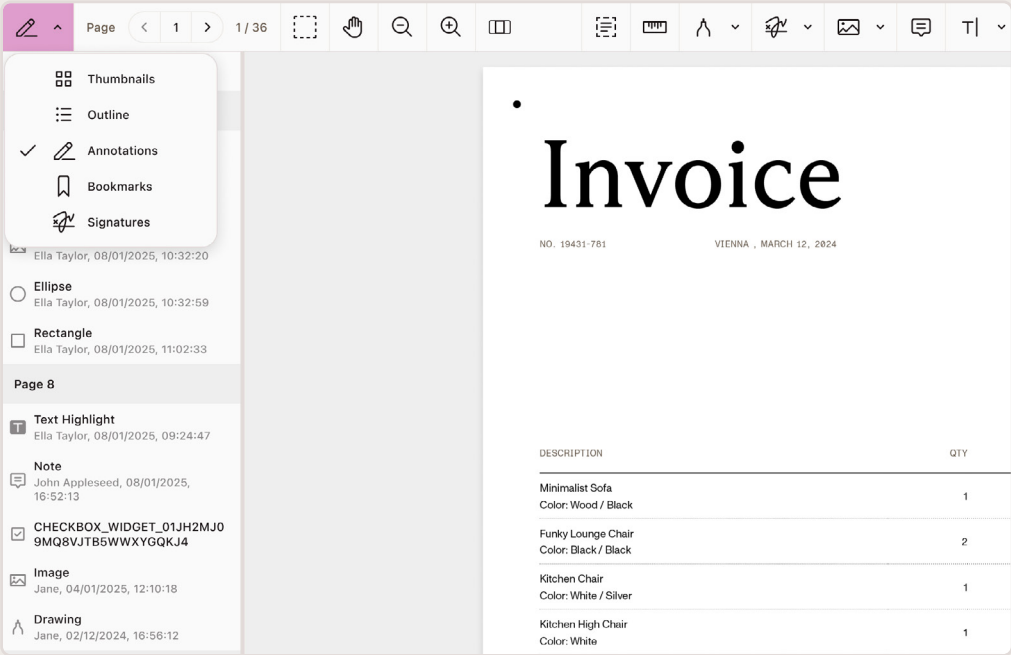 Page 1 1 / 36
Thumbnails
Outline
Annotations
Bookmarks
Signatures
Ella Taylor, 08/01/2025, 10:32:20
Ellipse
Ella Taylor, 08/01/2025, 10:32:59
Rectangle
Ella Taylor, 08/01/2025, 11:02:33
Page 8
Text Highlight
Ella Taylor, 08/01/2025, 09:24:47
Note
John Appleseed, 08/01/2025,
16:52:13
CHECKBOX_WIDGET_01JH2MJ0
9MQ8VJTB5WWXYGQKJ4
Image
Jane, 04/01/2025, 12:10:18
Drawing
Jane, 02/12/2024, 16:56:12
Invoice
NO. 19431-781 VIENNA , MARCH 12, 2024
DESCRIPTION QTY
Minimalist Sofa
Color: Wood / Black 1
Funky Lounge Chair
Color: Black / Black 2
Kitchen Chair
Color: White / Silver 1
Kitchen High Chair
Color: White 1